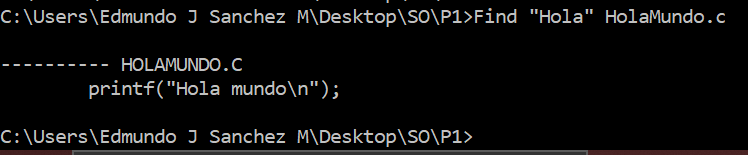 C:\Users\Edmundo J Sanchez M\Desktop\SO\P1>Find "Hola" HolaMundo.c
---------- HOLAMUNDO.C
printf("Hola mundo\n");
C:\Users\Edmundo J Sanchez M\Desktop\SO\P1>